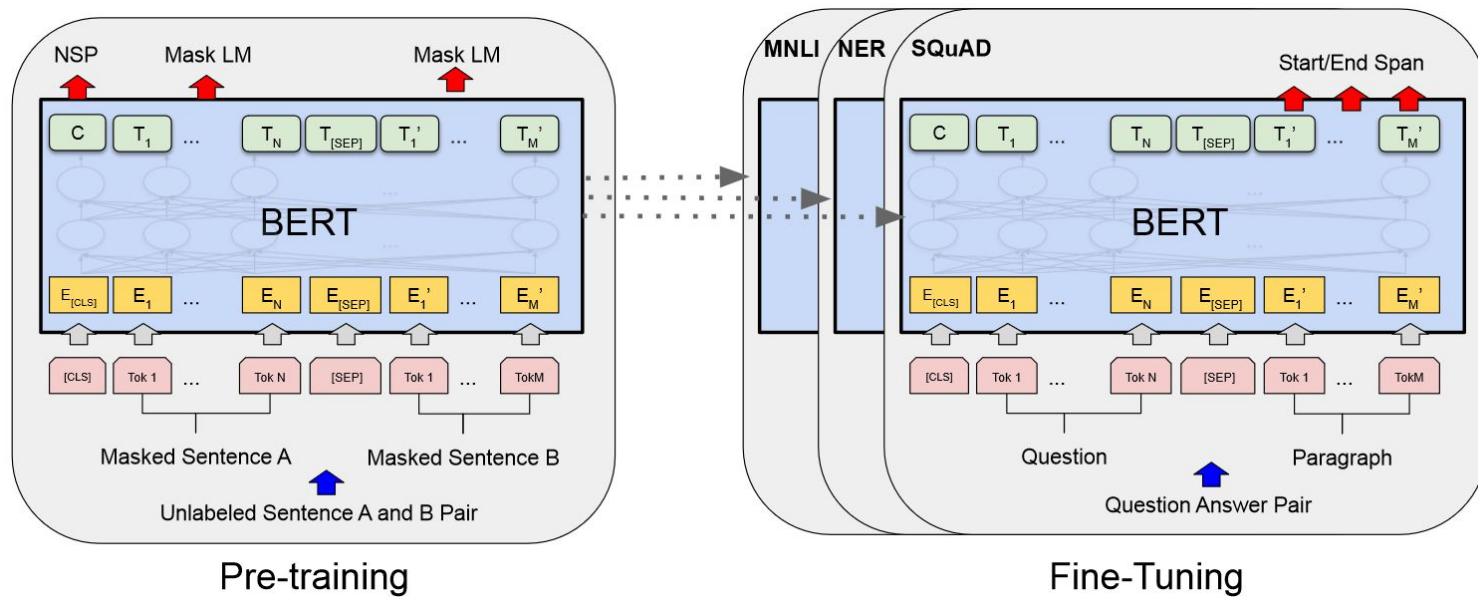 NSP Mask LM Mask LM
C T1 ... TN T[SEP] T1' ... TM'
...
BERT
...
E[CLS] E1 ... EN E[SEP] E1' ... EM'
[CLS] Tok 1 ... Tok N [SEP] Tok 1 ... TokM
Masked Sentence A Masked Sentence B
Unlabeled Sentence A and B Pair
Pre-training
MNLI NER SQuAD
Start/End Span
C T1 ... TN T[SEP] T1' ... TM'
...
BERT
...
E[CLS] E1 ... EN E[SEP] E1' ... EM'
[CLS] Tok 1 ... Tok N [SEP] Tok 1 ... TokM
Question Paragraph
Question Answer Pair
Fine-Tuning